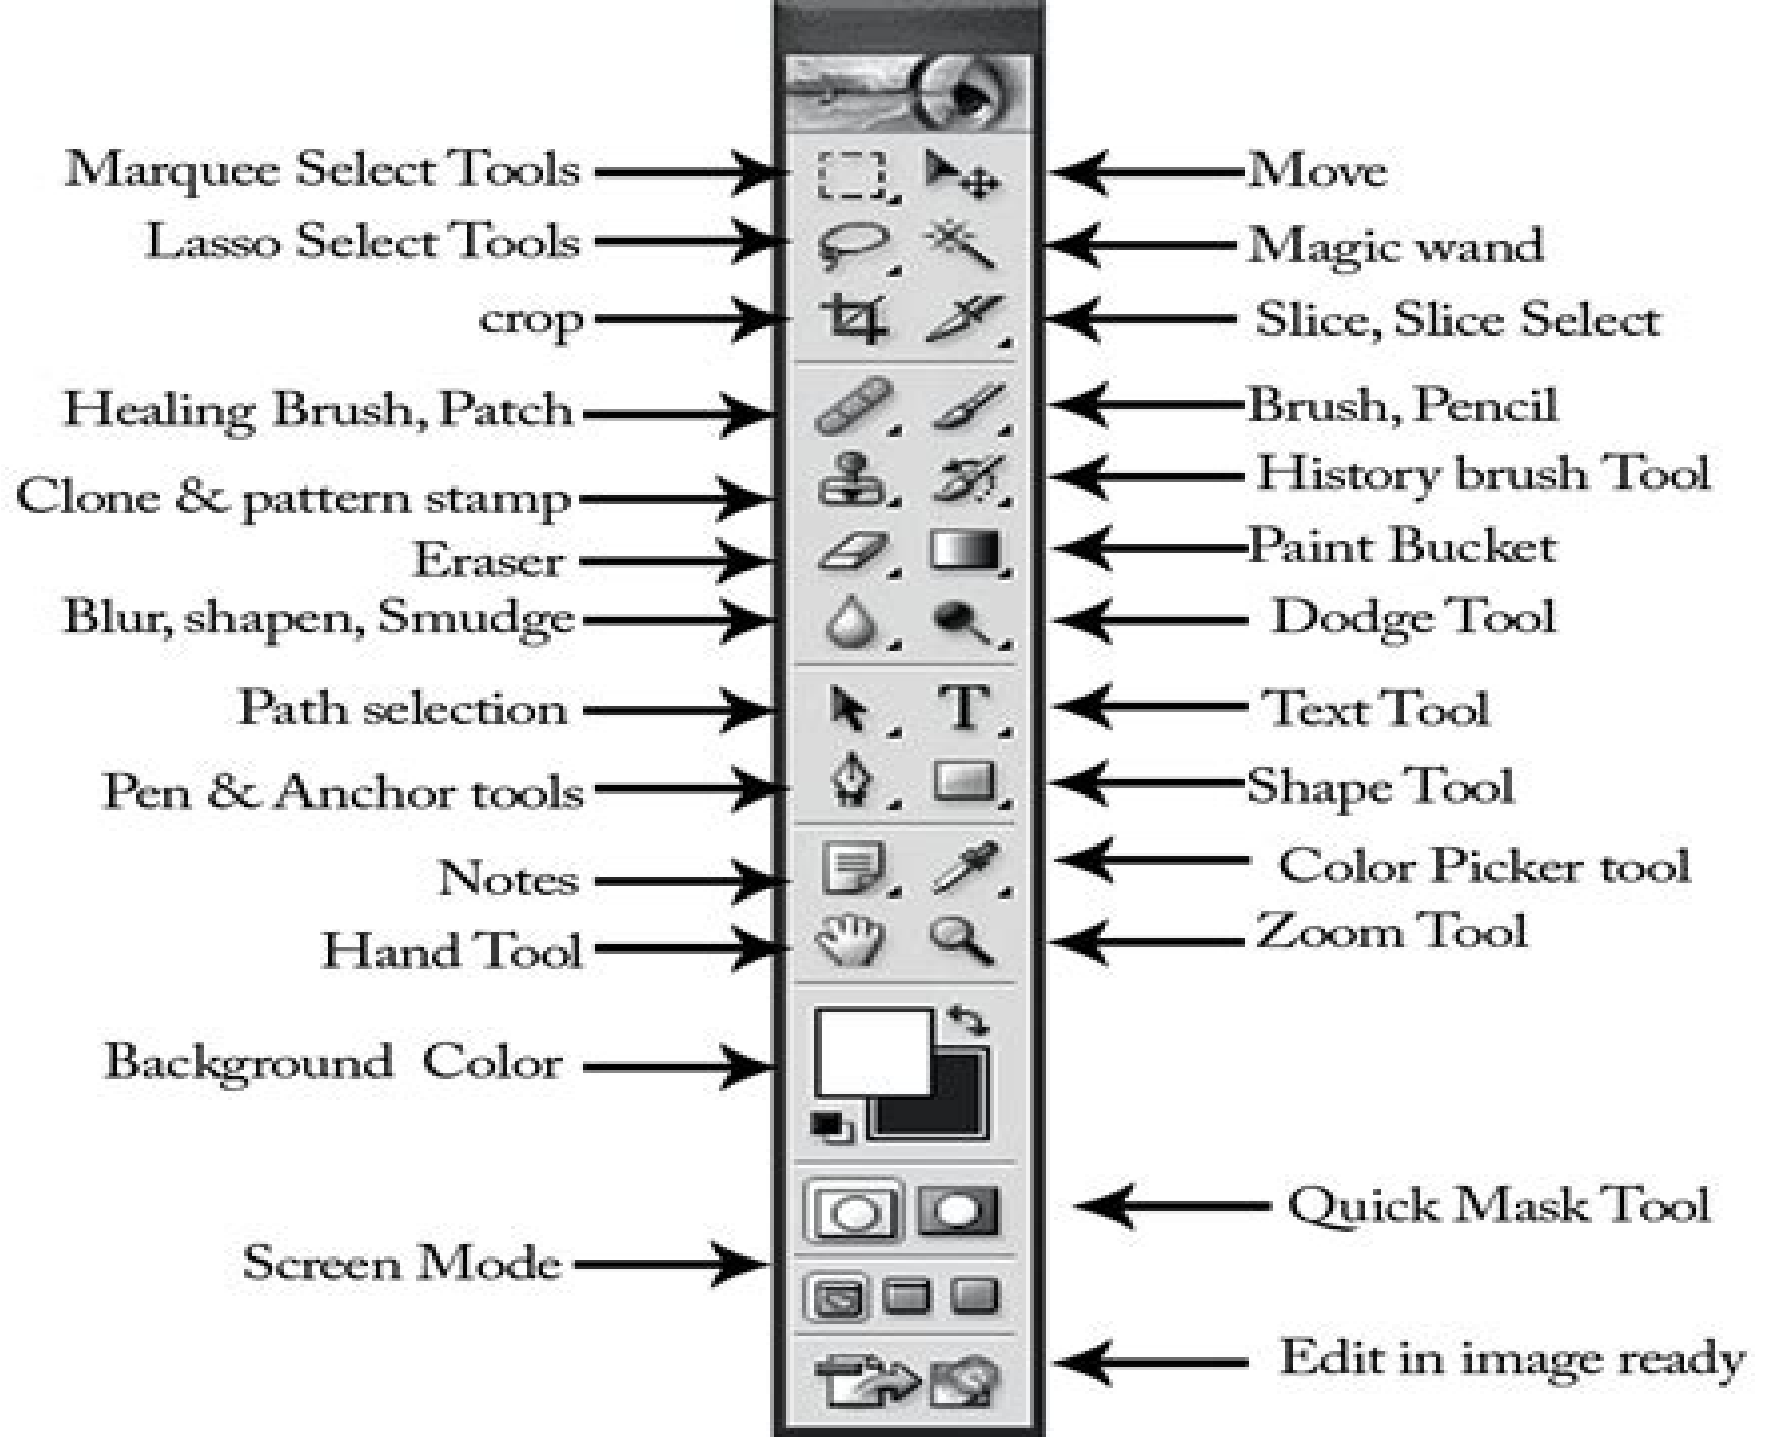 Marquee Select Tools
Move
Lasso Select Tools
Magic wand
crop
Slice, Slice Select
Healing Brush, Patch
Brush, Pencil
Clone & pattern stamp
History brush Tool
Eraser
Paint Bucket
Blur, shapen, Smudge
Dodge Tool
Path selection
T
Text Tool
Pen & Anchor tools
Shape Tool
Notes
Color Picker tool
Hand Tool
Zoom Tool
Background Color
Quick Mask Tool
Screen Mode
Edit in image ready